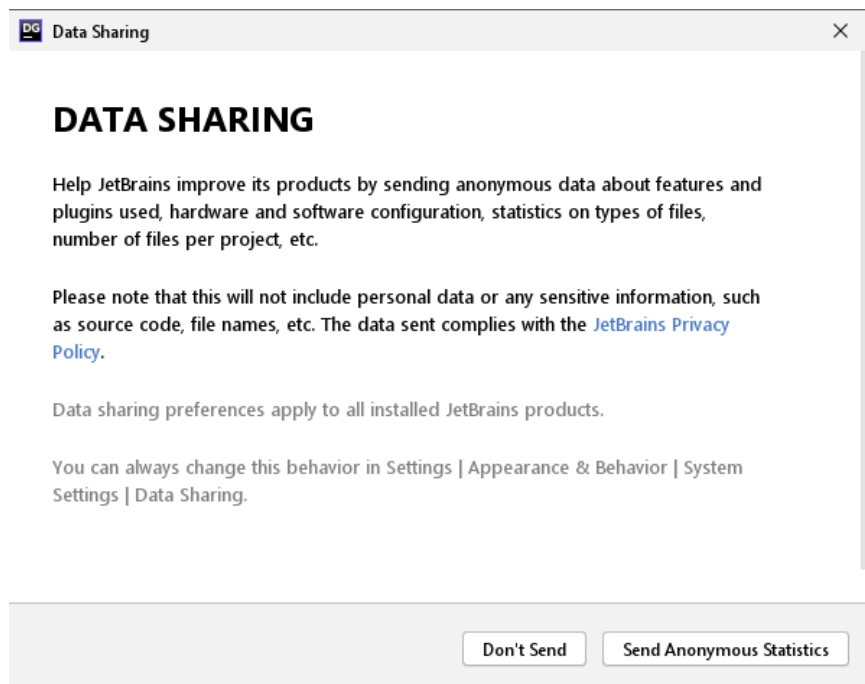 DG Data Sharing
DATA SHARING
Help JetBrains improve its products by sending anonymous data about features and
plugins used, hardware and software configuration, statistics on types of files,
number of files per project, etc.
Please note that this will not include personal data or any sensitive information, such
as source code, file names, etc. The data sent complies with the JetBrains Privacy
Policy.
Data sharing preferences apply to all installed JetBrains products.
You can always change this behavior in Settings | Appearance & Behavior | System
Settings | Data Sharing.
Don't Send Send Anonymous Statistics